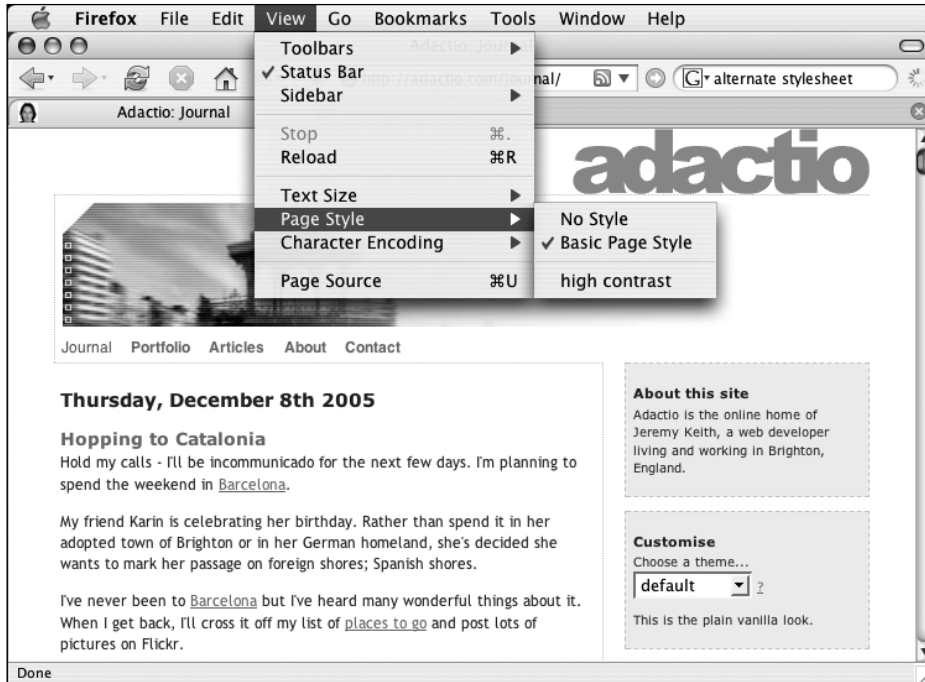 Firefox File Edit View Go Bookmarks Tools Window Help
Adactio: Journal
http://adactio.com/journal/
G alternate stylesheet
Adactio: Journal
Toolbars
✓ Status Bar
Sidebar
Stop ⌘.
Reload ⌘R
Text Size
Page Style
Character Encoding
Page Source ⌘U
No Style
✓ Basic Page Style
high contrast
adactio
Journal Portfolio Articles About Contact
Thursday, December 8th 2005
Hopping to Catalonia
Hold my calls - I'll be incommunicado for the next few days. I'm planning to
spend the weekend in Barcelona.
My friend Karin is celebrating her birthday. Rather than spend it in her
adopted town of Brighton or in her German homeland, she's decided she
wants to mark her passage on foreign shores; Spanish shores.
I've never been to Barcelona but I've heard many wonderful things about it.
When I get back, I'll cross it off my list of places to go and post lots of
pictures on Flickr.
About this site
Adactio is the online home of
Jeremy Keith, a web developer
living and working in Brighton,
England.
Customise
Choose a theme...
default ?
This is the plain vanilla look.
Done